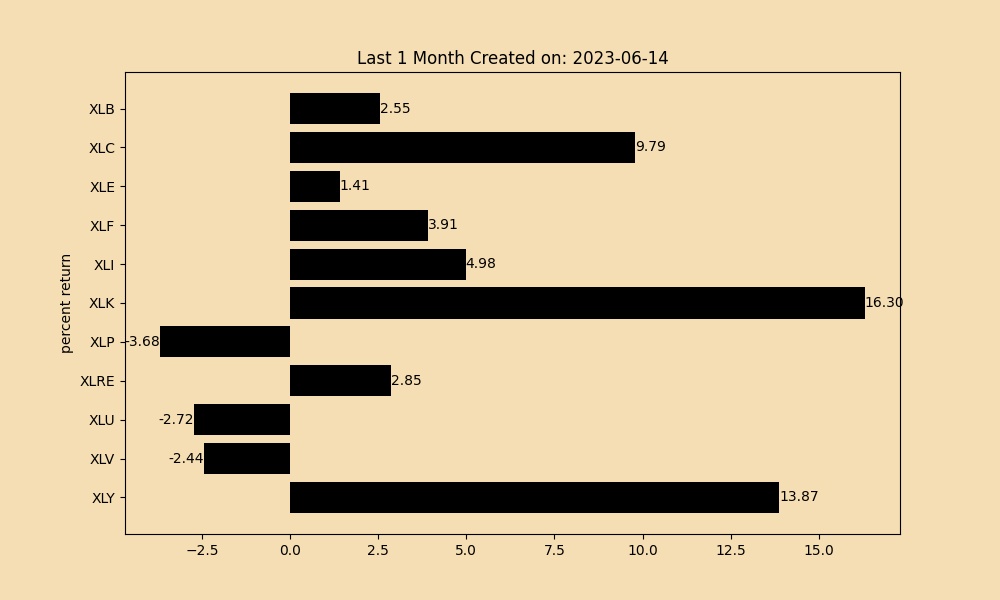 Last 1 Month Created on: 2023-06-14
percent return
XLB 2.55
XLC 9.79
XLE 1.41
XLF 3.91
XLI 4.98
XLK 16.30
XLP -3.68
XLRE 2.85
XLU -2.72
XLV -2.44
XLY 13.87
−2.5 0.0 2.5 5.0 7.5 10.0 12.5 15.0